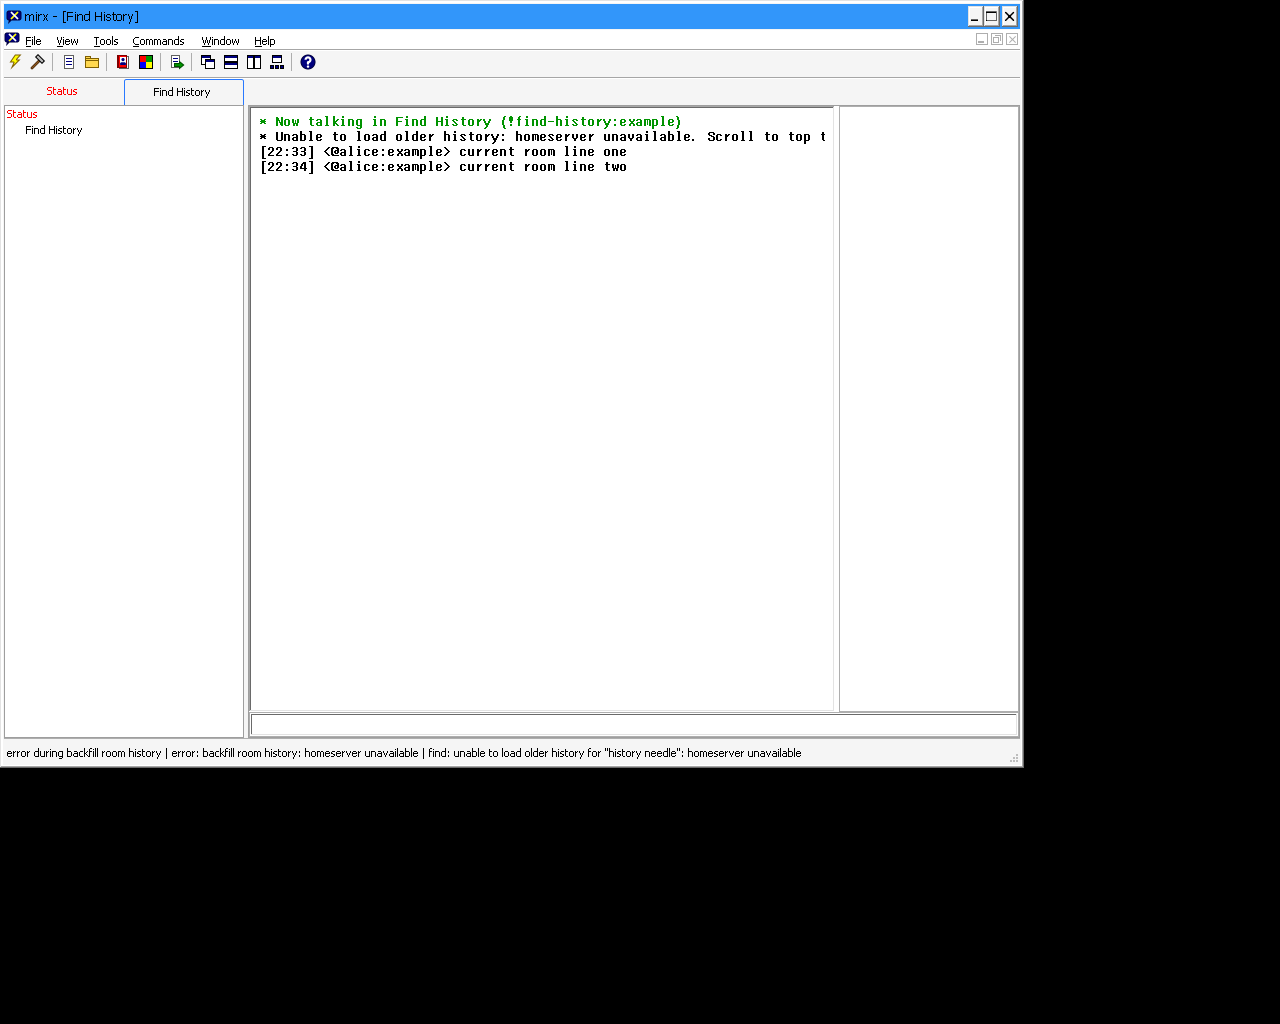 mirx - [Find History]
File View Tools Commands Window Help
Status Find History
Status
Find History
* Now talking in Find History (!find-history:example)
* Unable to load older history: homeserver unavailable. Scroll to top t
[22:33] <@alice:example> current room line one
[22:34] <@alice:example> current room line two
error during backfill room history | error: backfill room history: homeserver unavailable | find: unable to load older history for "history needle": homeserver unavailable